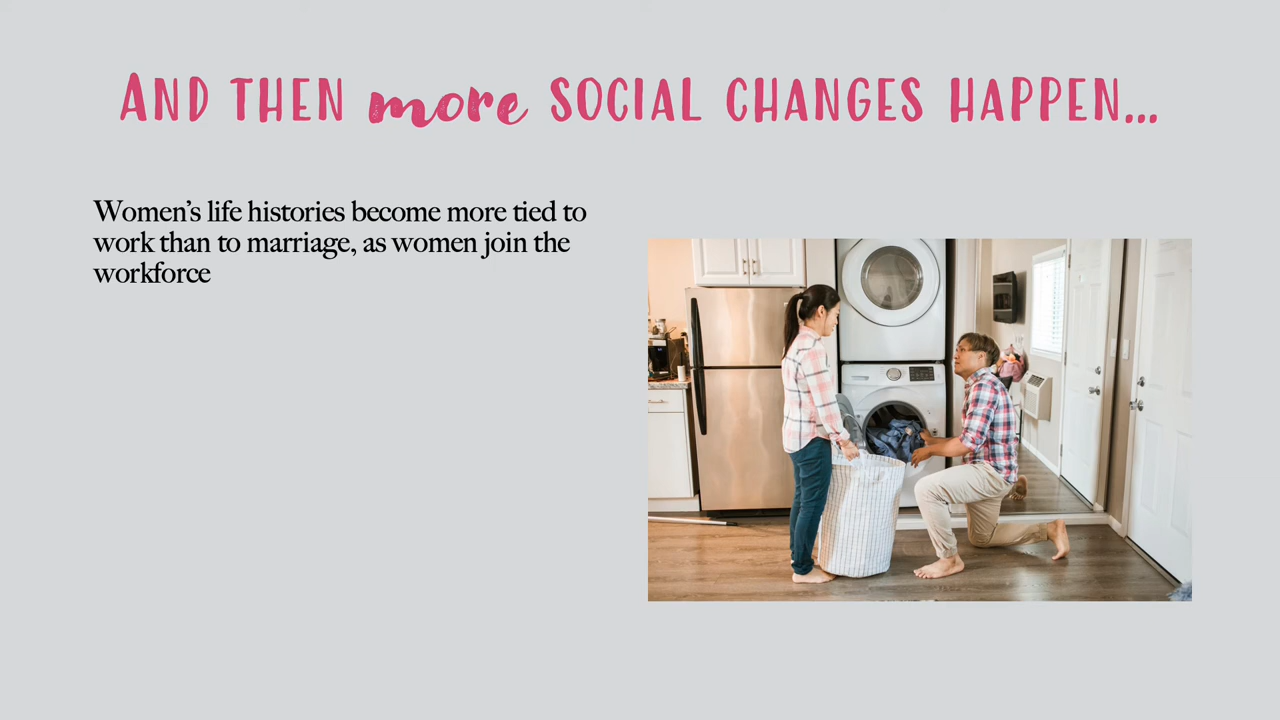 And then more social changes happen...
Women's life histories become more tied to
work than to marriage, as women join the
workforce